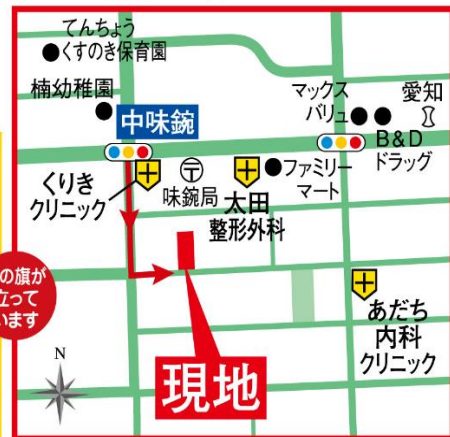 てんちょう
くすのき保育園
楠幼稚園
中味鋺
マックス
バリュ
愛知
B&D
ドラッグ
くりき
クリニック
味鋺局
太田
整形外科
ファミリー
マート
の旗が
立って
います
あだち
内科
クリニック
N
現地